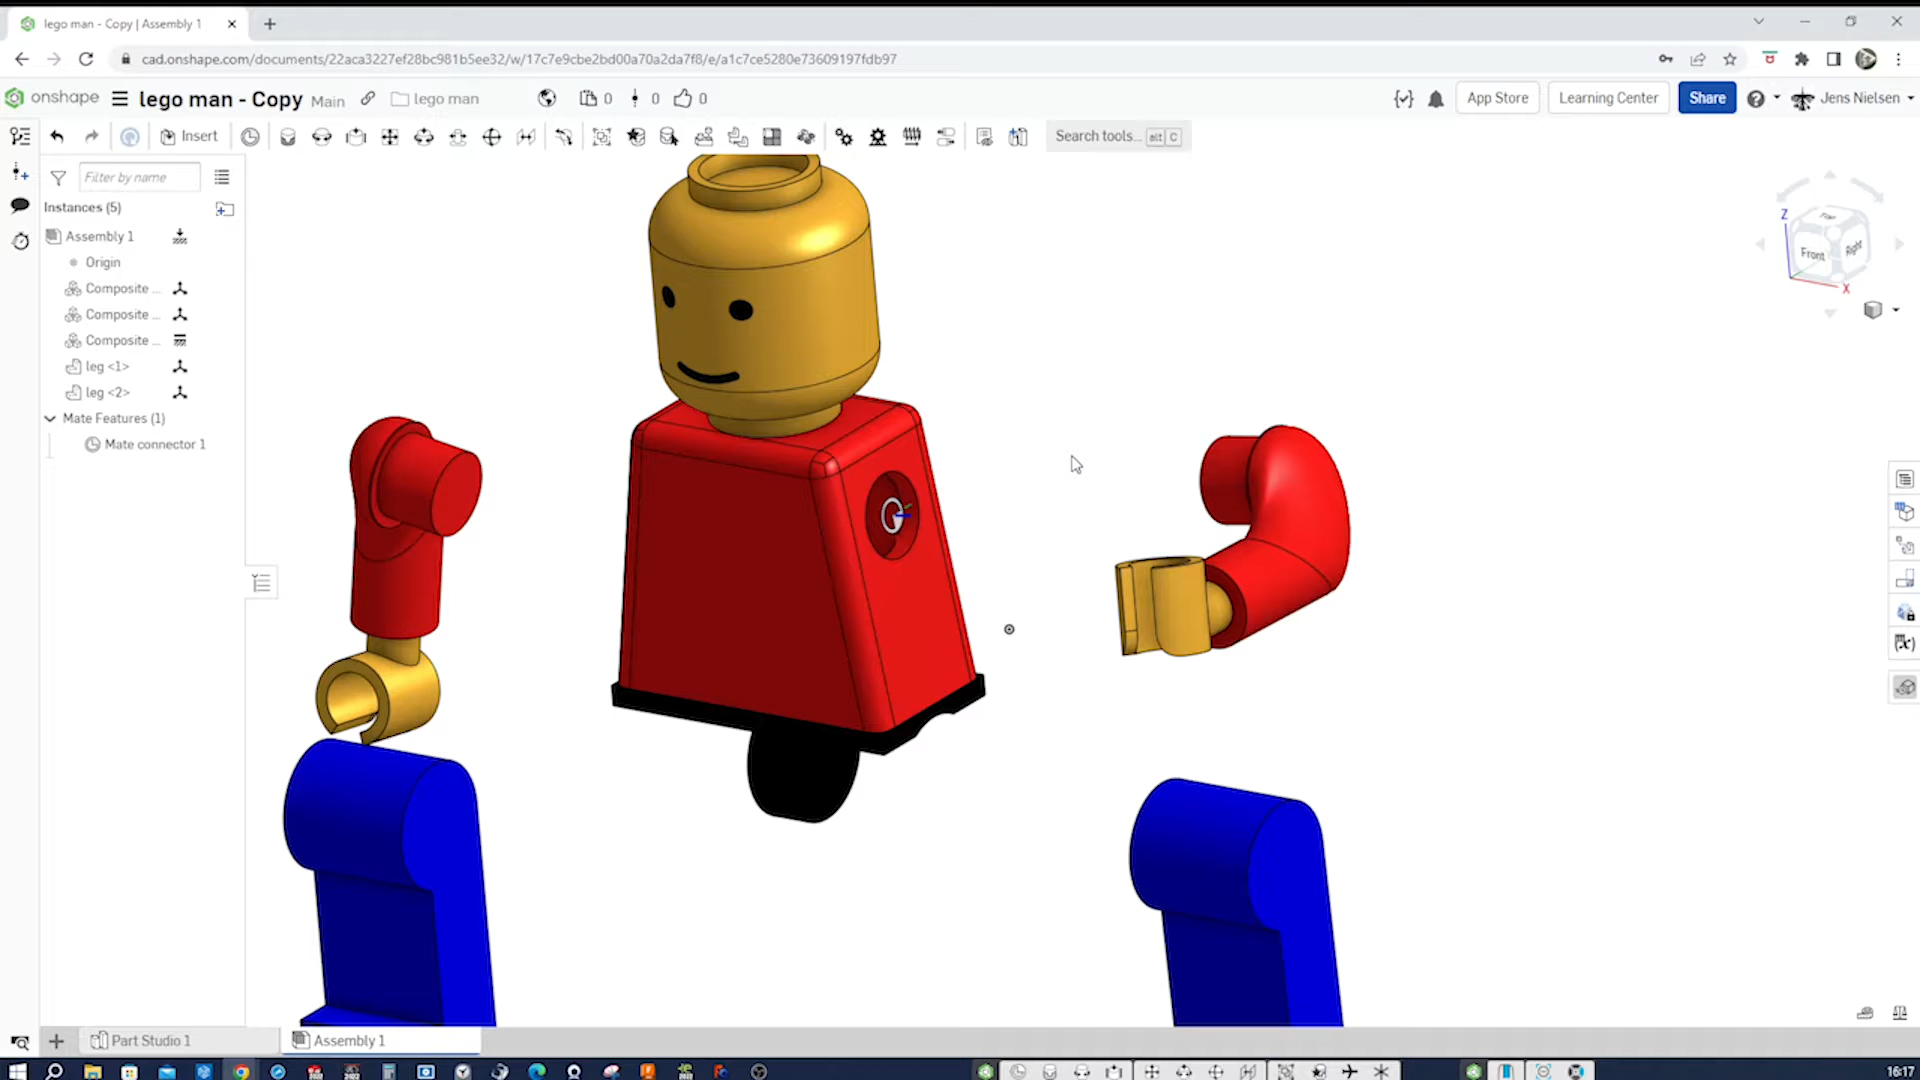 lego man - Copy | Assembly 1
cad.onshape.com/documents/22aca3227ef28bc981b5ee32/w/17c7e9cbe2bd00a70a2da7f8/e/a1c7ce5280e73609197fdb97
onshape lego man - Copy Main lego man 0 0 0 App Store Learning Center Share Jens Nielsen
Insert Search tools... alt C
Filter by name
Instances (5)
Assembly 1
Origin
Composite ...
Composite ...
Composite ...
leg <1>
leg <2>
Mate Features (1)
Mate connector 1
Z
Front Right
X
Part Studio 1 Assembly 1
16:17